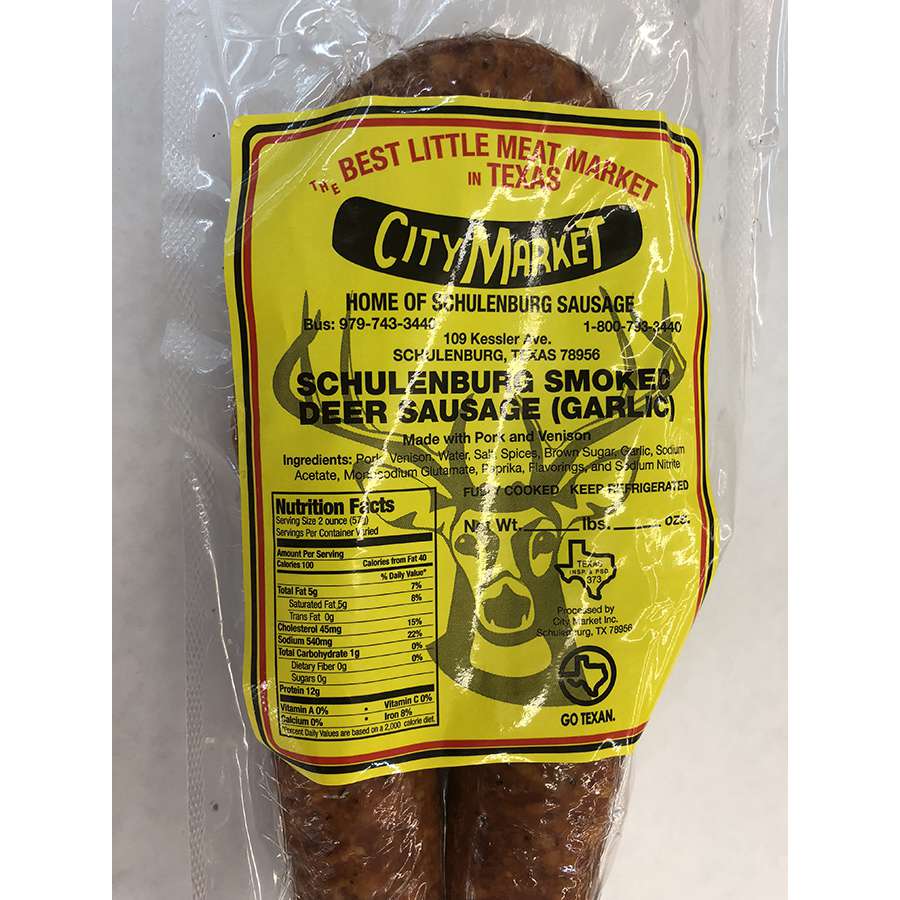 THE BEST LITTLE MEAT MARKET
IN TEXAS
CITY MARKET
HOME OF SCHULENBURG SAUSAGE
Bus: 979-743-3440 1-800-793-3440
109 Kessler Ave.
SCHULENBURG, TEXAS 78956
SCHULENBURG SMOKED
DEER SAUSAGE (GARLIC)
Made with Pork and Venison
Ingredients: Pork, Venison, Water, Salt, Spices, Brown Sugar, Garlic, Sodium
Acetate, Monosodium Glutamate, Paprika, Flavorings, and Sodium Nitrite
FULLY COOKED KEEP REFRIGERATED
Net Wt. lbs. ozs.
Nutrition Facts
Serving Size 2 ounce (57g)
Servings Per Container Varied
Amount Per Serving
Calories 100 Calories from Fat 40
% Daily Value*
Total Fat 5g 7%
Saturated Fat .5g 8%
Trans Fat 0g
Cholesterol 45mg 15%
Sodium 540mg 22%
Total Carbohydrate 1g 0%
Dietary Fiber 0g 0%
Sugars 0g
Protein 12g
Vitamin A 0% • Vitamin C 0%
Calcium 0% • Iron 8%
*Percent Daily Values are based on a 2,000 calorie diet.
TEXAS
INSP. & PSD
373
Processed by
City Market Inc.
Schulenburg, TX 78956
GO TEXAN.